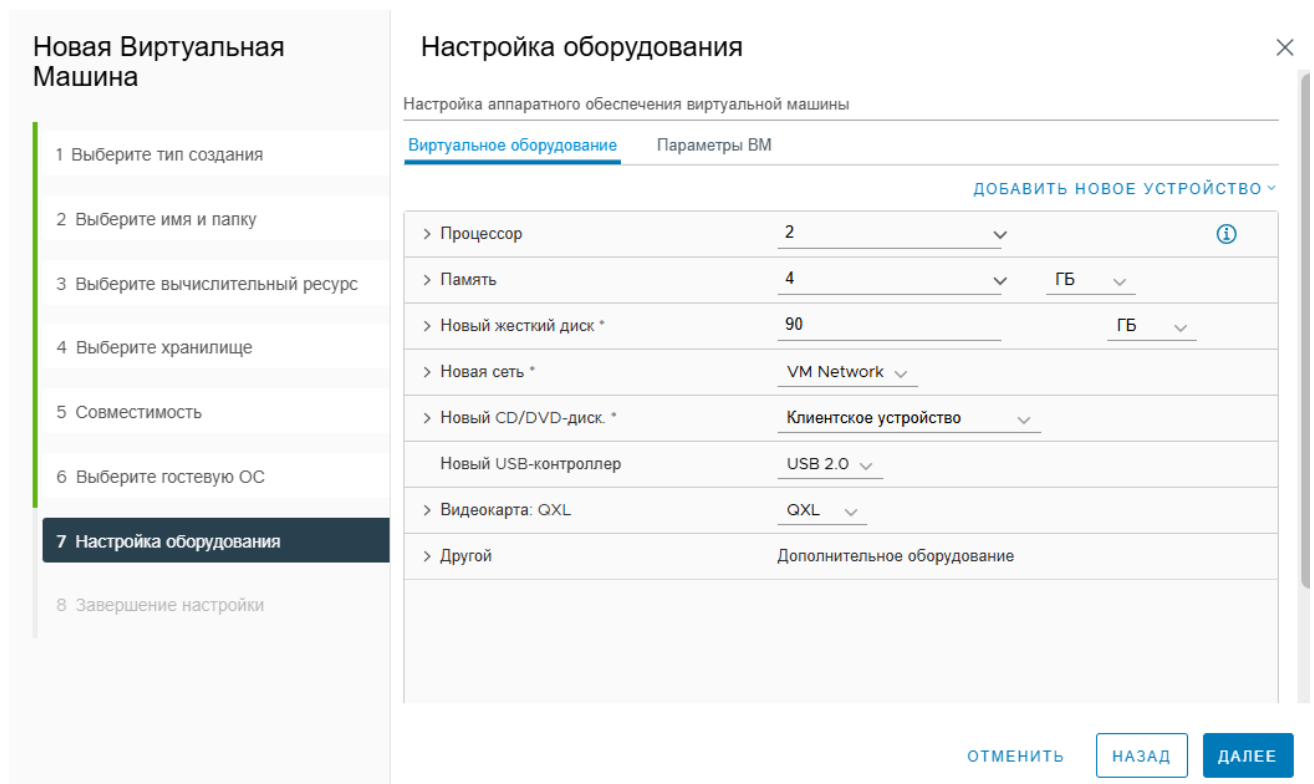 Новая Виртуальная
Машина
1 Выберите тип создания
2 Выберите имя и папку
3 Выберите вычислительный ресурс
4 Выберите хранилище
5 Совместимость
6 Выберите гостевую ОС
7 Настройка оборудования
8 Завершение настройки
Настройка оборудования
Настройка аппаратного обеспечения виртуальной машины
Виртуальное оборудование Параметры ВМ
ДОБАВИТЬ НОВОЕ УСТРОЙСТВО
Процессор 2
Память 4 ГБ
Новый жесткий диск * 90 ГБ
Новая сеть * VM Network
Новый CD/DVD-диск. * Клиентское устройство
Новый USB-контроллер USB 2.0
Видеокарта: QXL QXL
Другой Дополнительное оборудование
ОТМЕНИТЬ НАЗАД ДАЛЕЕ